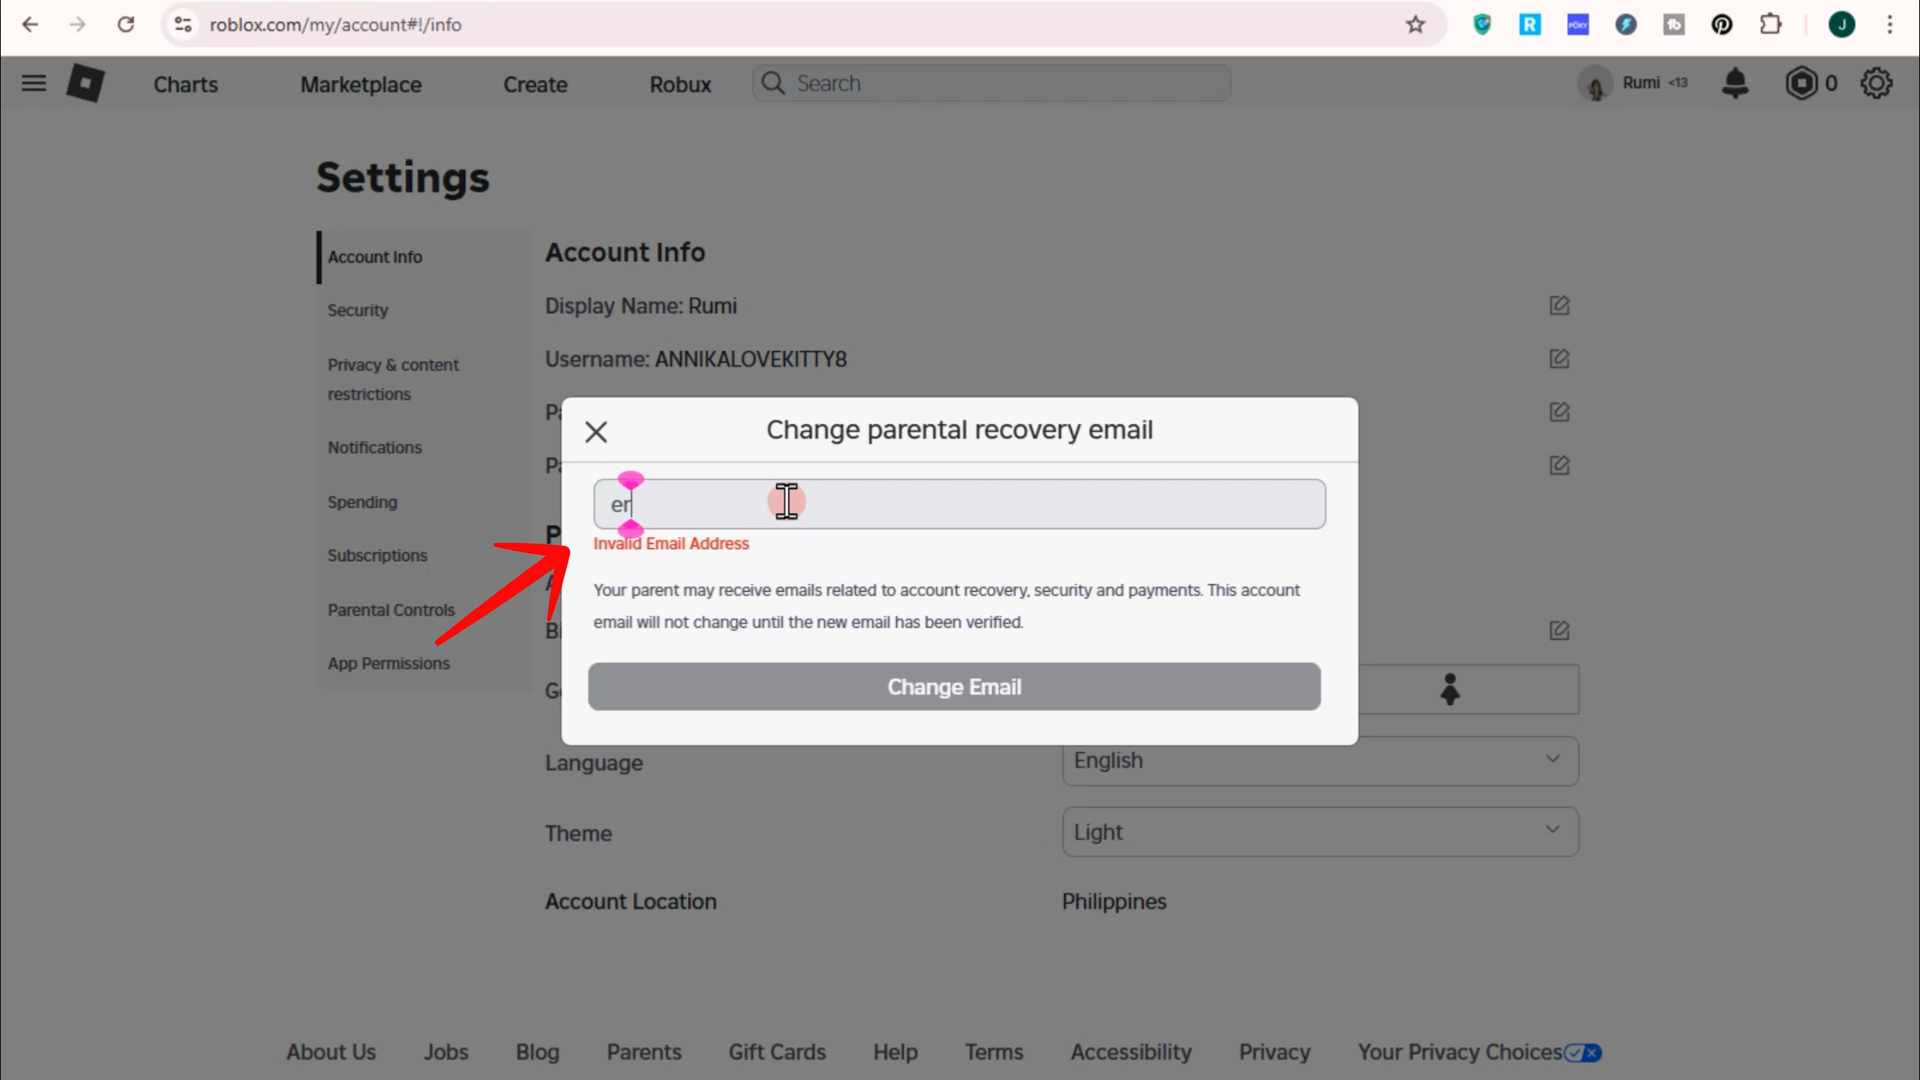 roblox.com/my/account#!/info
J
Charts
Marketplace
Create
Robux
Search
Rumi <13
0
Settings
Account Info
Security
Privacy & content
restrictions
Notifications
Spending
Subscriptions
Parental Controls
App Permissions
Account Info
Display Name: Rumi
Username: ANNIKALOVEKITTY8
Change parental recovery email
er
Invalid Email Address
Your parent may receive emails related to account recovery, security and payments. This account
email will not change until the new email has been verified.
Change Email
Language
English
Theme
Light
Account Location
Philippines
About Us
Jobs
Blog
Parents
Gift Cards
Help
Terms
Accessibility
Privacy
Your Privacy Choices